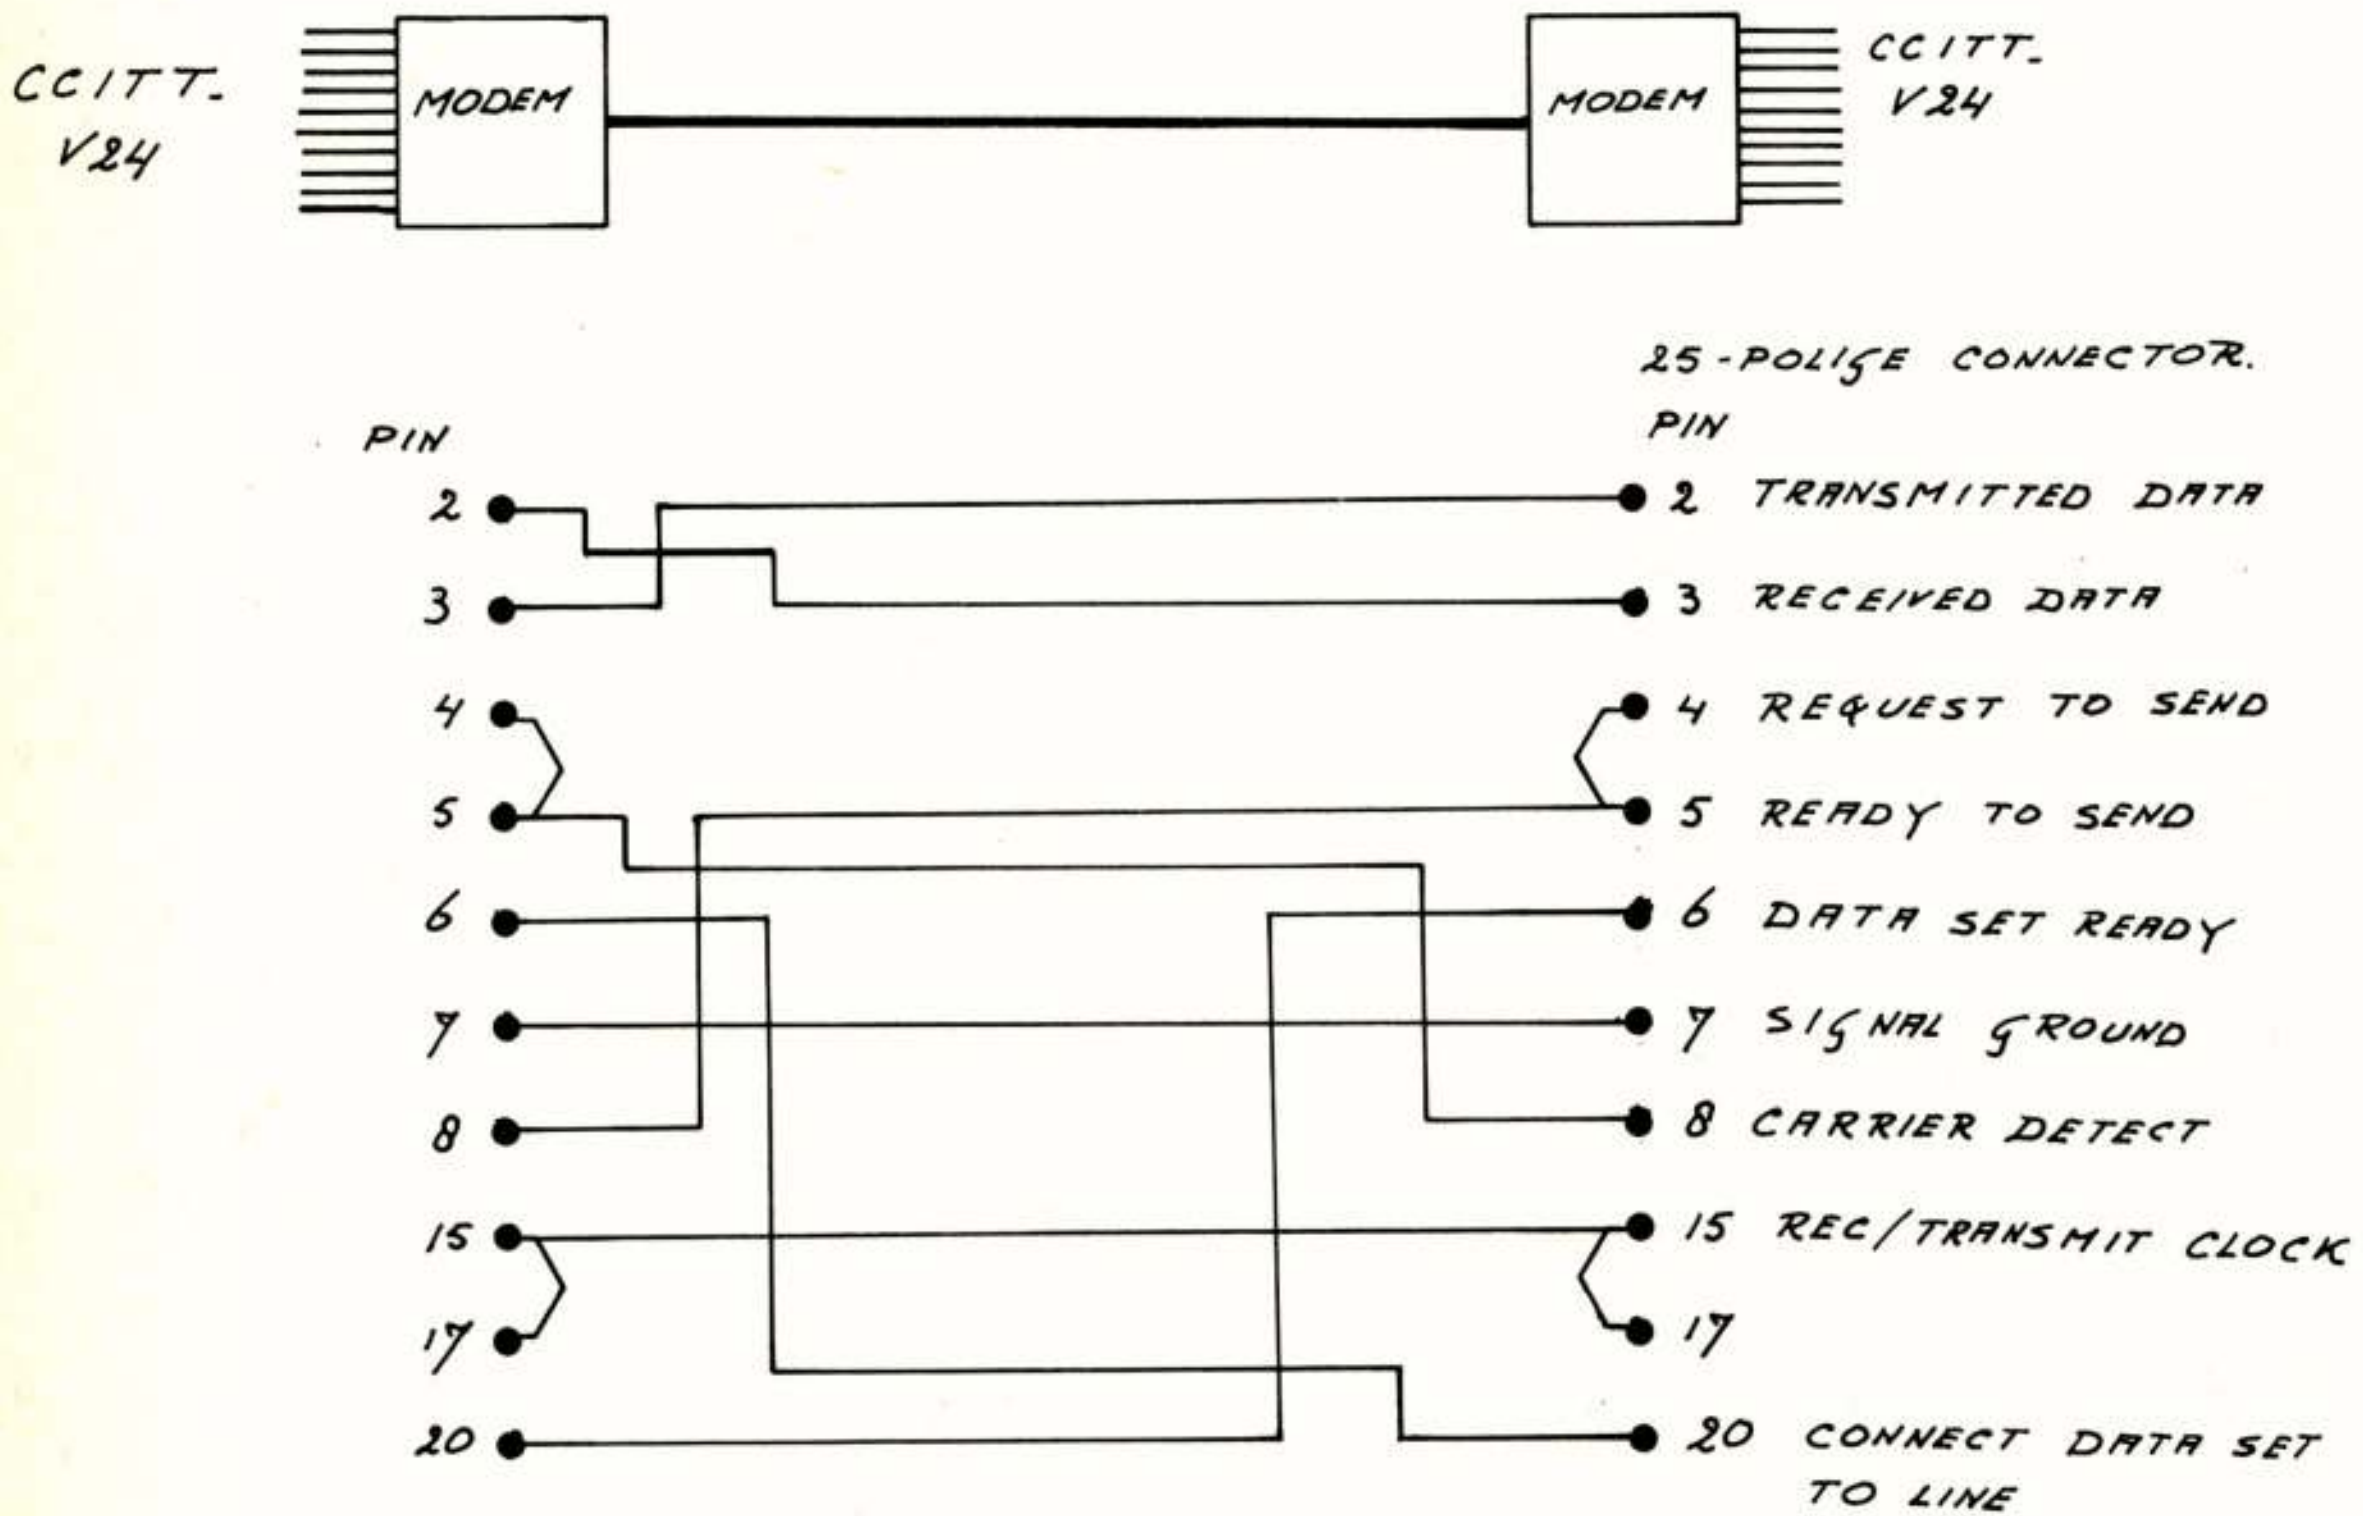 CCITT-
V24
MODEM
MODEM
CCITT-
V24
25-POLIGE CONNECTOR.
PIN
PIN
2
2 TRANSMITTED DATA
3
3 RECEIVED DATA
4
4 REQUEST TO SEND
5
5 READY TO SEND
6
6 DATA SET READY
7
7 SIGNAL GROUND
8
8 CARRIER DETECT
15
15 REC/TRANSMIT CLOCK
17
17
20
20 CONNECT DATA SET
TO LINE